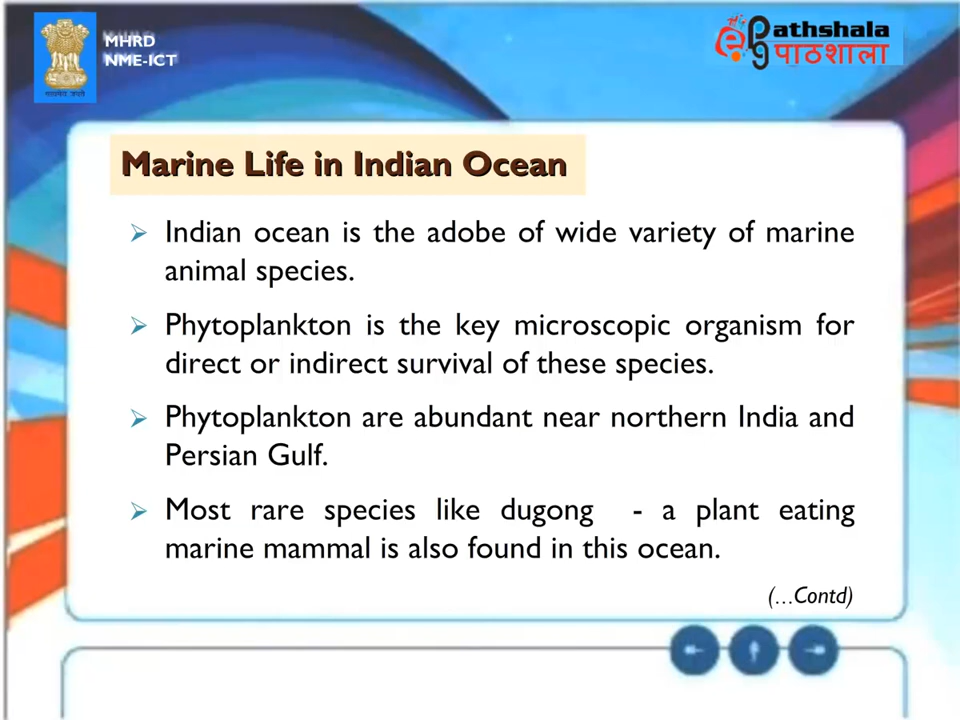 MHRD
NME-ICT
e pg athshala
पाठशाला
Marine Life in Indian Ocean
Indian ocean is the adobe of wide variety of marine
animal species.
Phytoplankton is the key microscopic organism for
direct or indirect survival of these species.
Phytoplankton are abundant near northern India and
Persian Gulf.
Most rare species like dugong - a plant eating
marine mammal is also found in this ocean.
(...Contd)